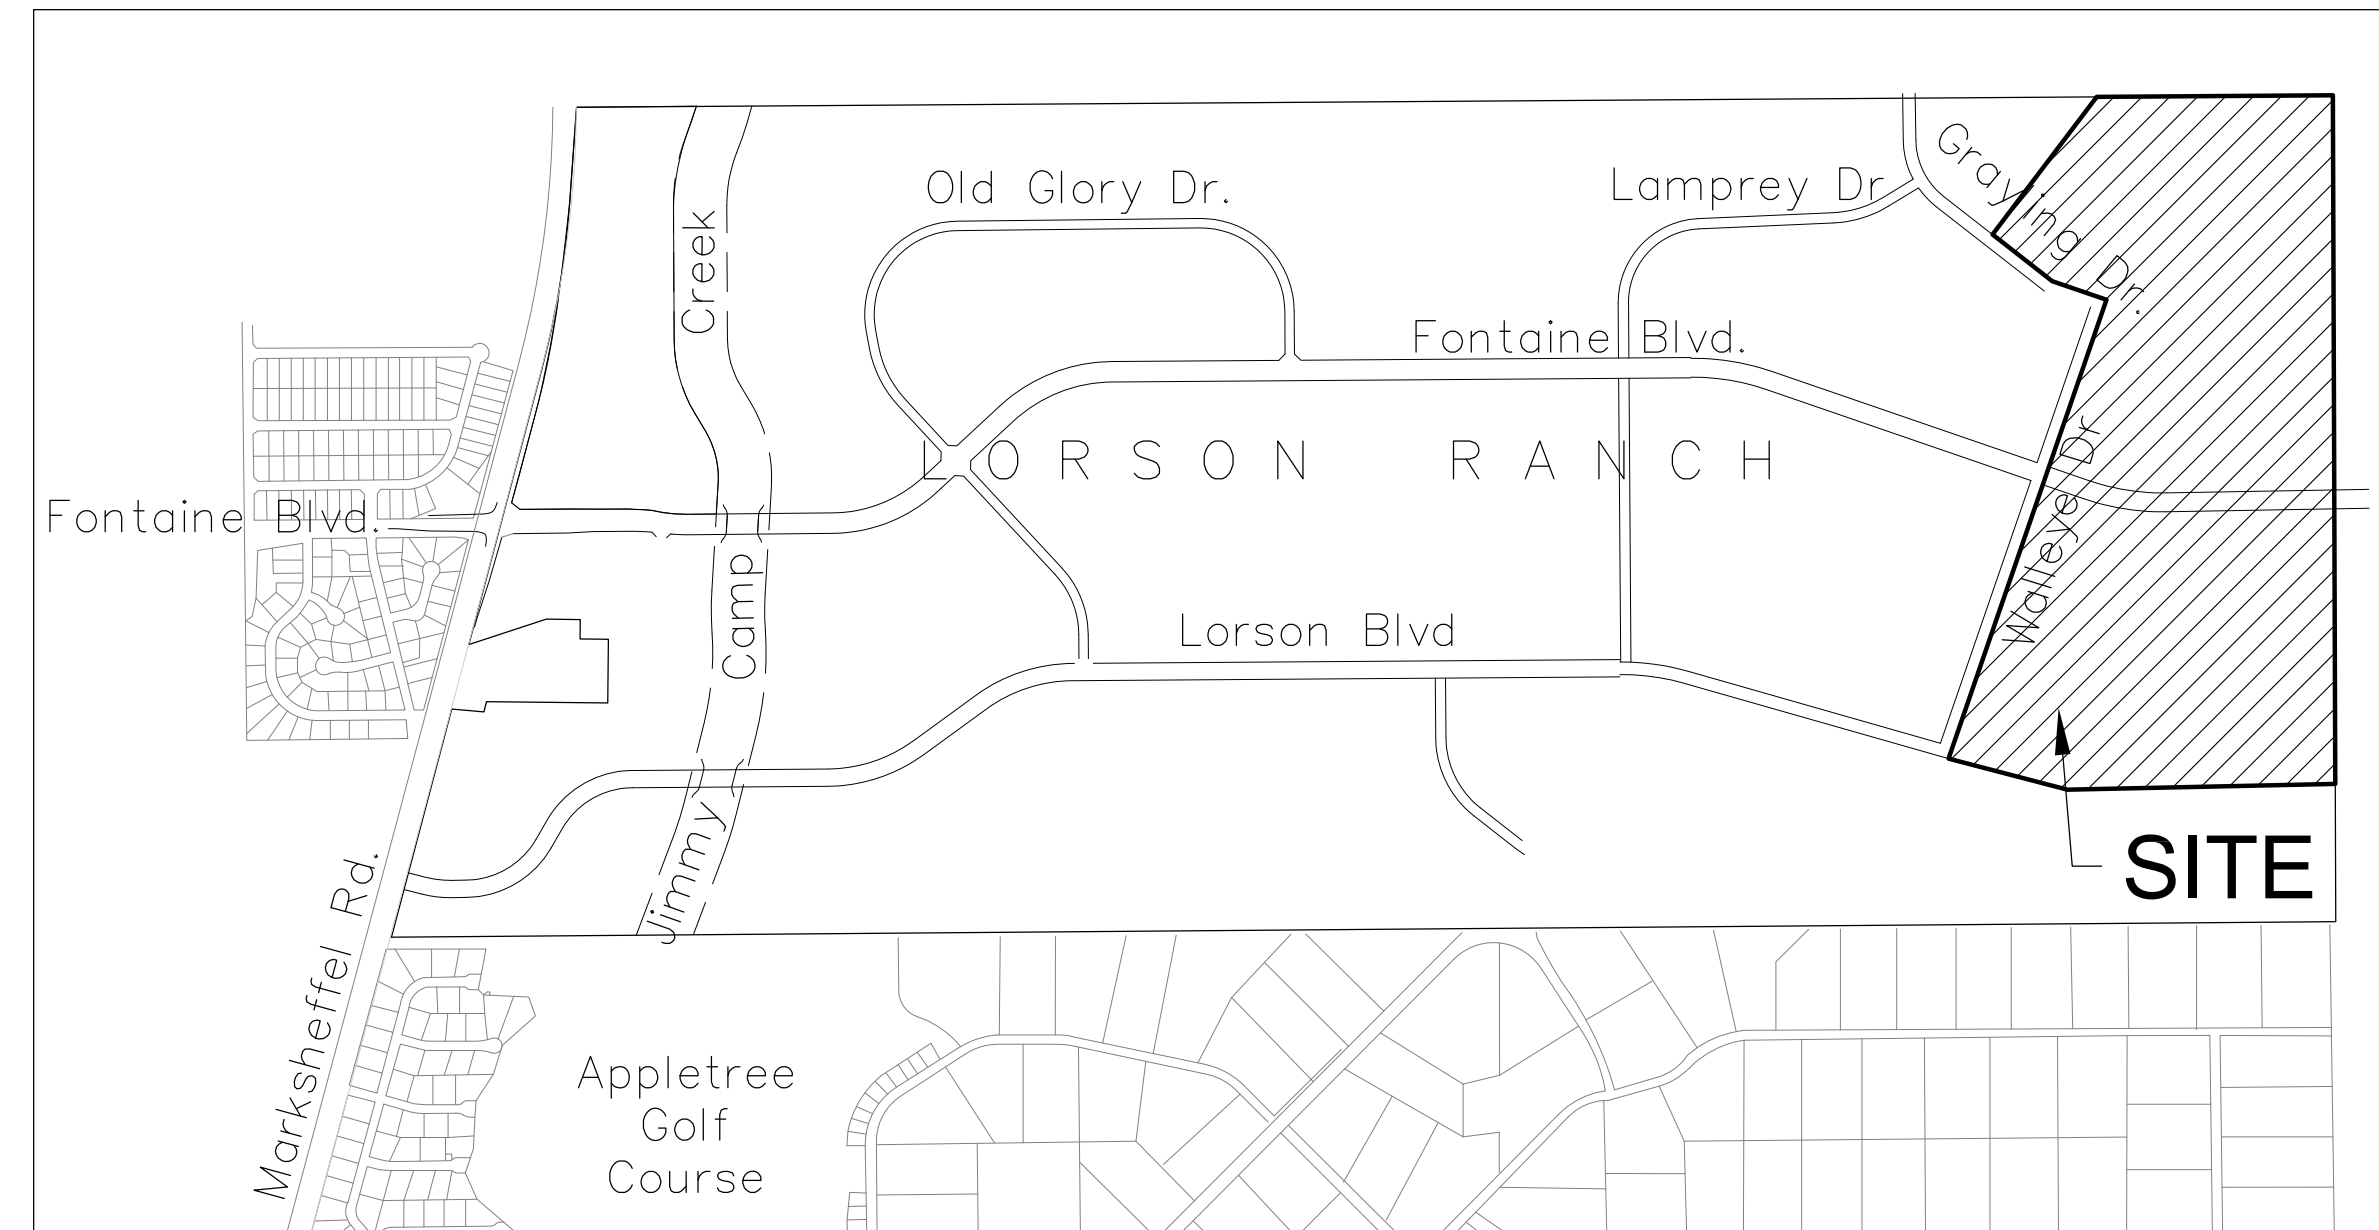 Old Glory Dr.
Lamprey Dr
Grayling Dr.
Creek
Fontaine Blvd.
LORSON RANCH
Fontaine Blvd.
Walleye Dr
Camp
Lorson Blvd
Jimmy
SITE
Marksheffel Rd.
Appletree
Golf
Course